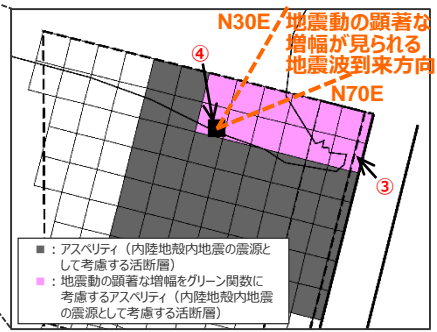 N30E 地震動の顕著な
増幅が見られる
地震波到来方向
N70E
④
③
■：アスペリティ（内陸地殻内地震の震源と
して考慮する活断層）
■：地震動の顕著な増幅をグリーン関数に
考慮するアスペリティ（内陸地殻内地震
の震源として考慮する活断層）